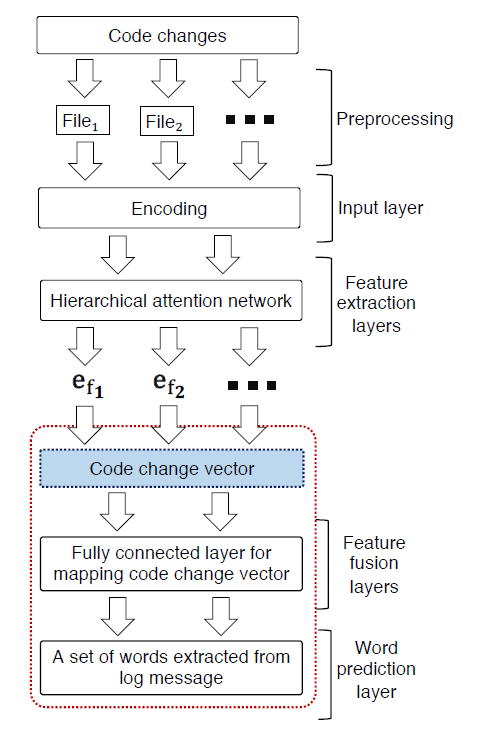 Code changes
File₁ File₂
Preprocessing
Encoding
Input layer
Hierarchical attention network
Feature
extraction
layers
e_f₁ e_f₂
Code change vector
Fully connected layer for
mapping code change vector
Feature
fusion
layers
A set of words extracted from
log message
Word
prediction
layer